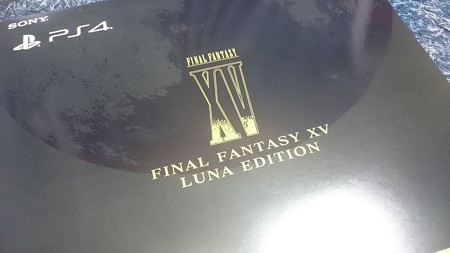 SONY
PS4
FINAL FANTASY
XV
FINAL FANTASY XV
LUNA EDITION